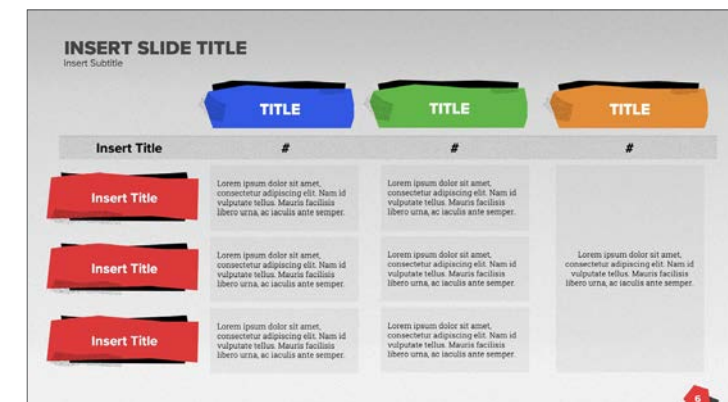 INSERT SLIDE TITLE
Insert Subtitle
TITLE
TITLE
TITLE
Insert Title
#
#
#
Insert Title
Lorem ipsum dolor sit amet,
consectetur adipiscing elit. Nam id
vulputate tellus. Mauris facilisis
libero urna, ac iaculis ante semper.
Lorem ipsum dolor sit amet,
consectetur adipiscing elit. Nam id
vulputate tellus. Mauris facilisis
libero urna, ac iaculis ante semper.
Insert Title
Lorem ipsum dolor sit amet,
consectetur adipiscing elit. Nam id
vulputate tellus. Mauris facilisis
libero urna, ac iaculis ante semper.
Lorem ipsum dolor sit amet,
consectetur adipiscing elit. Nam id
vulputate tellus. Mauris facilisis
libero urna, ac iaculis ante semper.
Lorem ipsum dolor sit amet,
consectetur adipiscing elit. Nam id
vulputate tellus. Mauris facilisis
libero urna, ac iaculis ante semper.
Insert Title
Lorem ipsum dolor sit amet,
consectetur adipiscing elit. Nam id
vulputate tellus. Mauris facilisis
libero urna, ac iaculis ante semper.
Lorem ipsum dolor sit amet,
consectetur adipiscing elit. Nam id
vulputate tellus. Mauris facilisis
libero urna, ac iaculis ante semper.
6